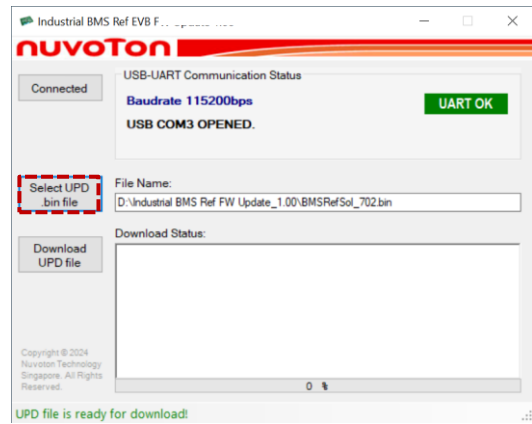 Industrial BMS Ref EVB
nuvoTon
Connected
USB-UART Communication Status
Baudrate 115200bps
UART OK
USB COM3 OPENED.
Select UPD
.bin file
File Name:
D:\Industrial BMS Ref FW Update_1.00\BMSRefSol_702.bin
Download
UPD file
Download Status:
Copyright © 2024
Nuvoton Technology
Singapore. All Rights
Reserved.
0 %
UPD file is ready for download!